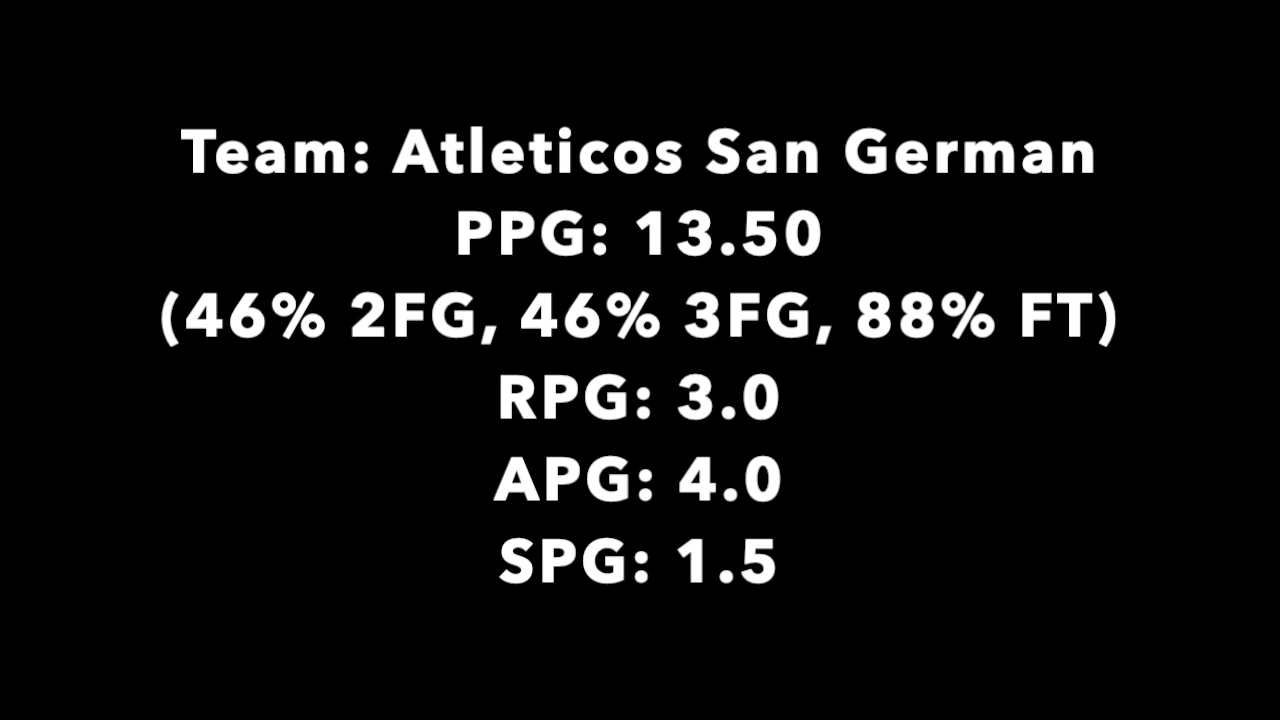 Team: Atleticos San German
PPG: 13.50
(46% 2FG, 46% 3FG, 88% FT)
RPG: 3.0
APG: 4.0
SPG: 1.5